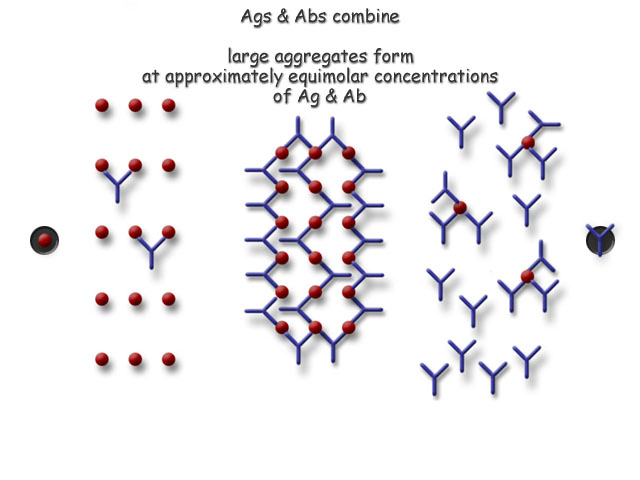 Ags & Abs combine
large aggregates form
at approximately equimolar concentrations
of Ag & Ab